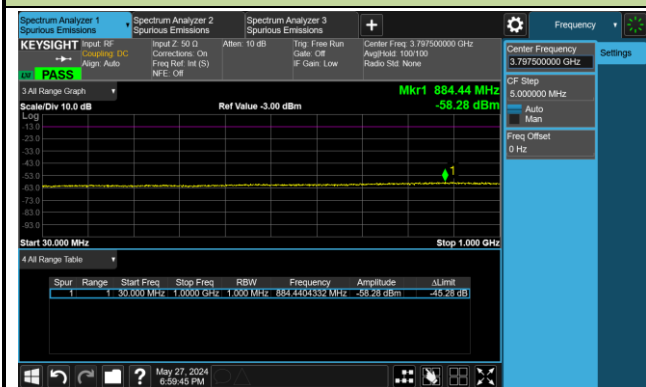 Spectrum Analyzer 1
Spurious Emissions
Spectrum Analyzer 2
Spurious Emissions
Spectrum Analyzer 3
Spurious Emissions
+
Frequency
KEYSIGHT
Input: RF
Coupling: DC
Align: Auto
Input Z: 50 Ω
Corrections: On
Freq Ref: Int (S)
NFE: Off
Atten: 10 dB
Trig: Free Run
Gate: Off
IF Gain: Low
Center Freq: 3.797500000 GHz
Avg|Hold: 100/100
Radio Std: None
PASS
Center Frequency
3.797500000 GHz
Settings
CF Step
5.000000 MHz
Auto
Man
Freq Offset
0 Hz
3 All Range Graph
Mkr1 884.44 MHz
Scale/Div 10.0 dB
Ref Value -3.00 dBm
-58.28 dBm
Log
-13.0
-23.0
-33.0
-43.0
-53.0
-63.0
-73.0
-83.0
-93.0
1
Start 30.000 MHz
Stop 1.000 GHz
4 All Range Table
Spur Range Start Freq Stop Freq RBW Frequency Amplitude ΔLimit
1 1 30.000 MHz 1.0000 GHz 1.000 MHz 884.4404332 MHz -58.28 dBm -45.28 dB
?
May 27, 2024
6:59:45 PM